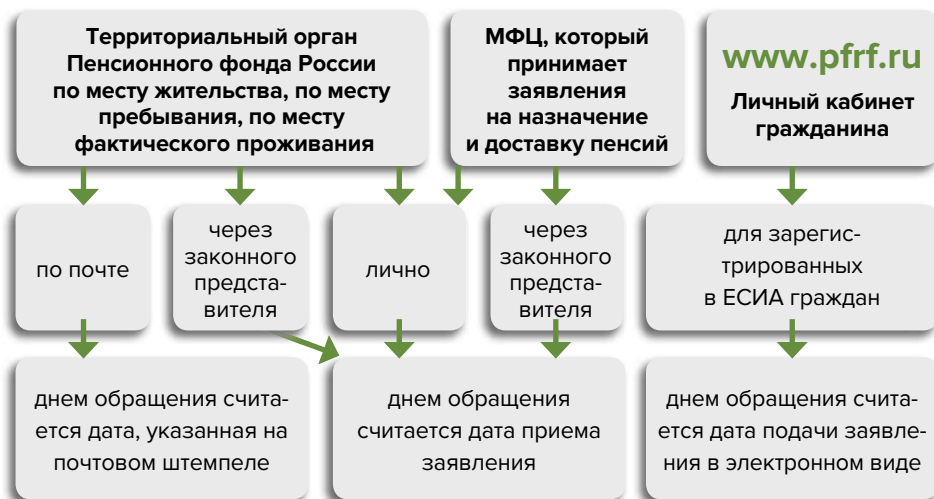 Территориальный орган
Пенсионного фонда России
по месту жительства, по месту
пребывания, по месту
фактического проживания
МФЦ, который
принимает
заявления
на назначение
и доставку пенсий
www.pfrf.ru
Личный кабинет
гражданина
по почте
через
законного
предста-
вителя
лично
через
законного
предста-
вителя
для зарегис-
трированных
в ЕСИА граждан
днем обращения счита-
ется дата, указанная на
почтовом штемпеле
днем обращения
считается дата приема
заявления
днем обращения счита-
ется дата подачи заявле-
ния в электронном виде